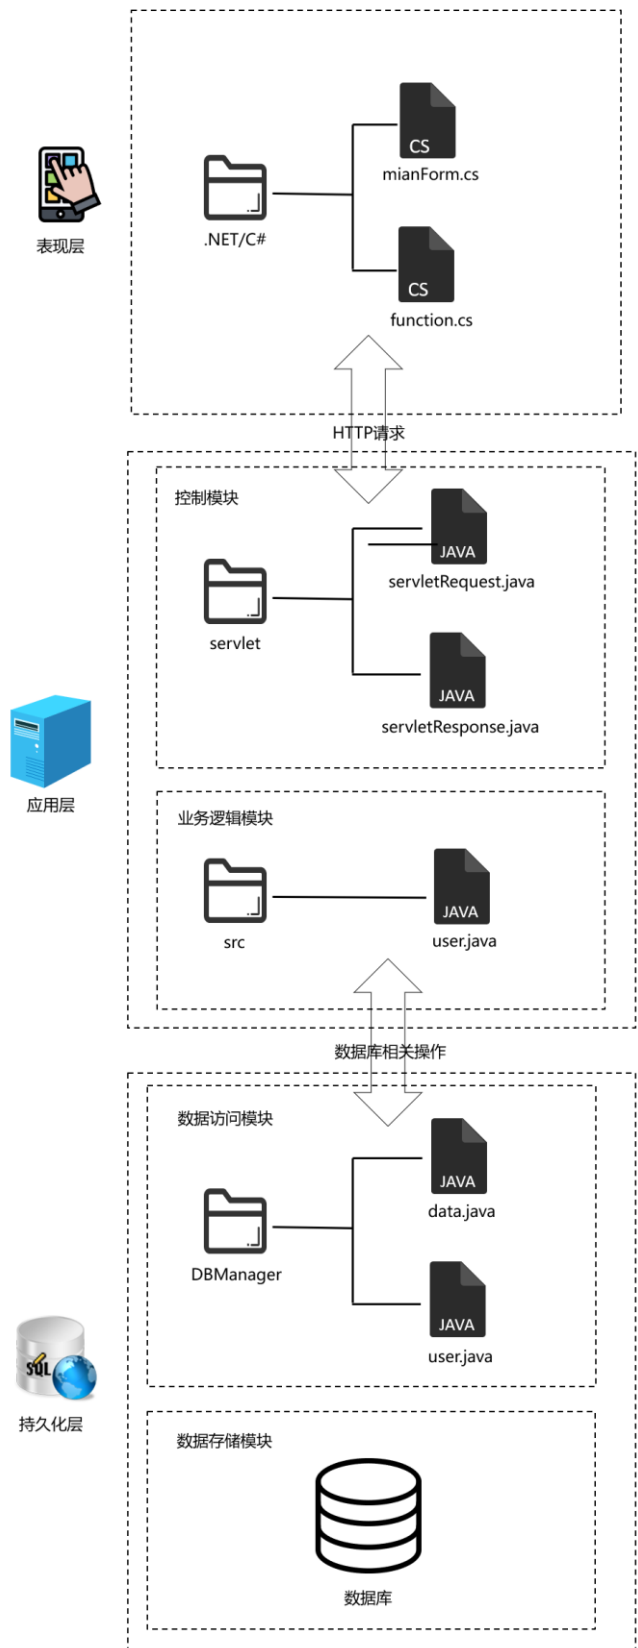 CS
mianForm.cs
.NET/C#
表现层
CS
function.cs
HTTP请求
控制模块
JAVA
servletRequest.java
servlet
JAVA
servletResponse.java
应用层
业务逻辑模块
JAVA
src
user.java
数据库相关操作
数据访问模块
JAVA
data.java
DBManager
JAVA
user.java
SQL
持久化层
数据存储模块
数据库